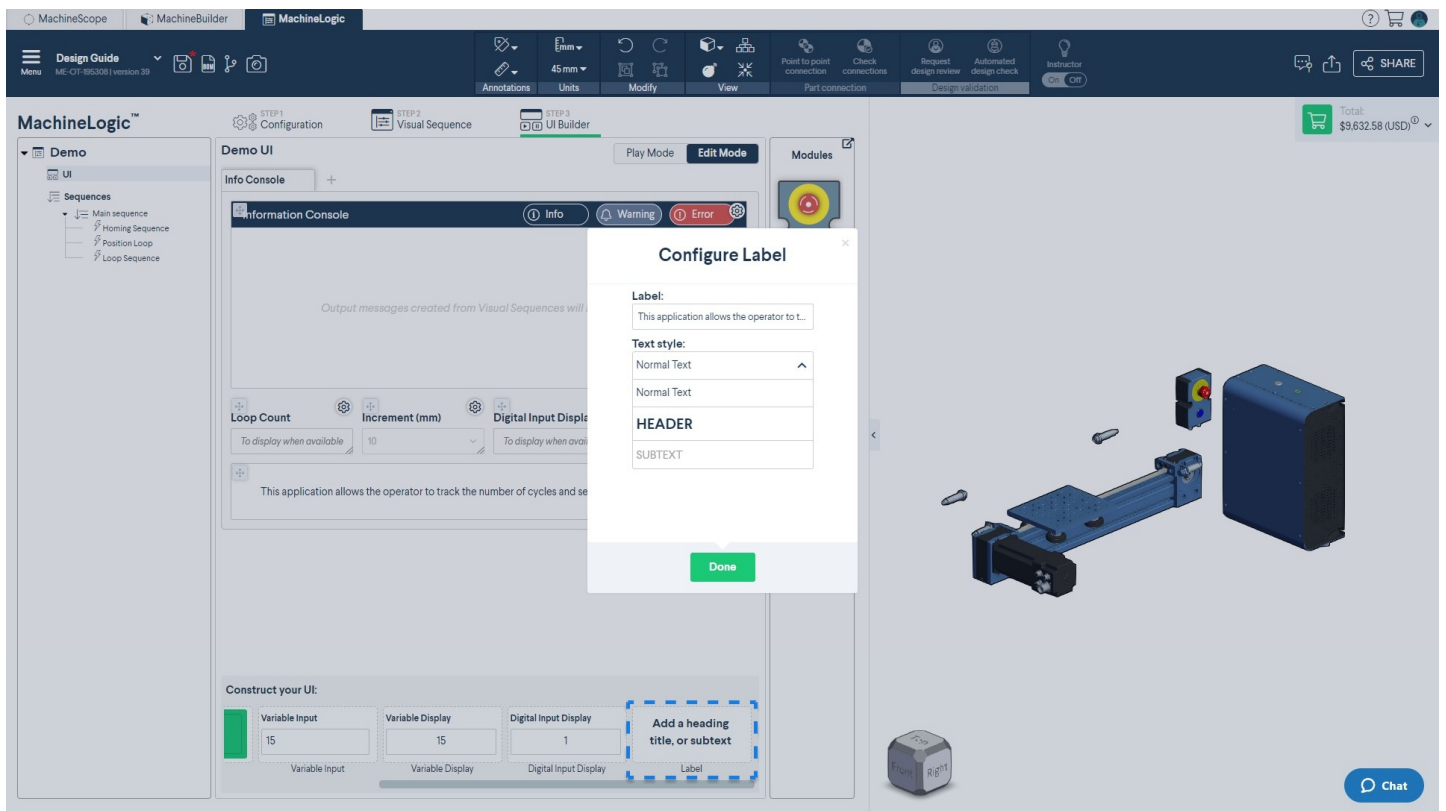 MachineScope
MachineBuilder
MachineLogic
Menu
Design Guide
ME-OT-195308 | version 39
BOM
mm
45 mm
Annotations
Units
Modify
View
Point to point
connection
Check
connections
Part connection
Request
design review
Automated
design check
Design validation
Instructor
On Off
SHARE
MachineLogic™
STEP 1
Configuration
STEP 2
Visual Sequence
STEP 3
UI Builder
Total:
$9,632.58 (USD)
Demo
UI
Sequences
Main sequence
Homing Sequence
Position Loop
Loop Sequence
Demo UI
Play Mode
Edit Mode
Modules
Info Console
+
Information Console
Info
Warning
Error
Output messages created from Visual Sequences will
Loop Count
Increment (mm)
Digital Input Displa
To display when available
10
To display when avai
This application allows the operator to track the number of cycles and se
Configure Label
×
Label:
This application allows the operator to t...
Text style:
Normal Text
Normal Text
HEADER
SUBTEXT
Done
Construct your UI:
Variable Input
15
Variable Input
Variable Display
15
Variable Display
Digital Input Display
1
Digital Input Display
Add a heading
title, or subtext
Label
Top
Front
Right
Chat